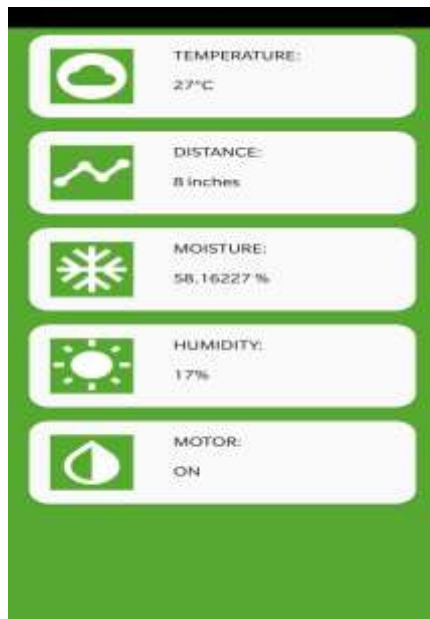 TEMPERATURE:
27°C
DISTANCE:
8 inches
MOISTURE:
58.16227 %
HUMIDITY:
17%
MOTOR:
ON